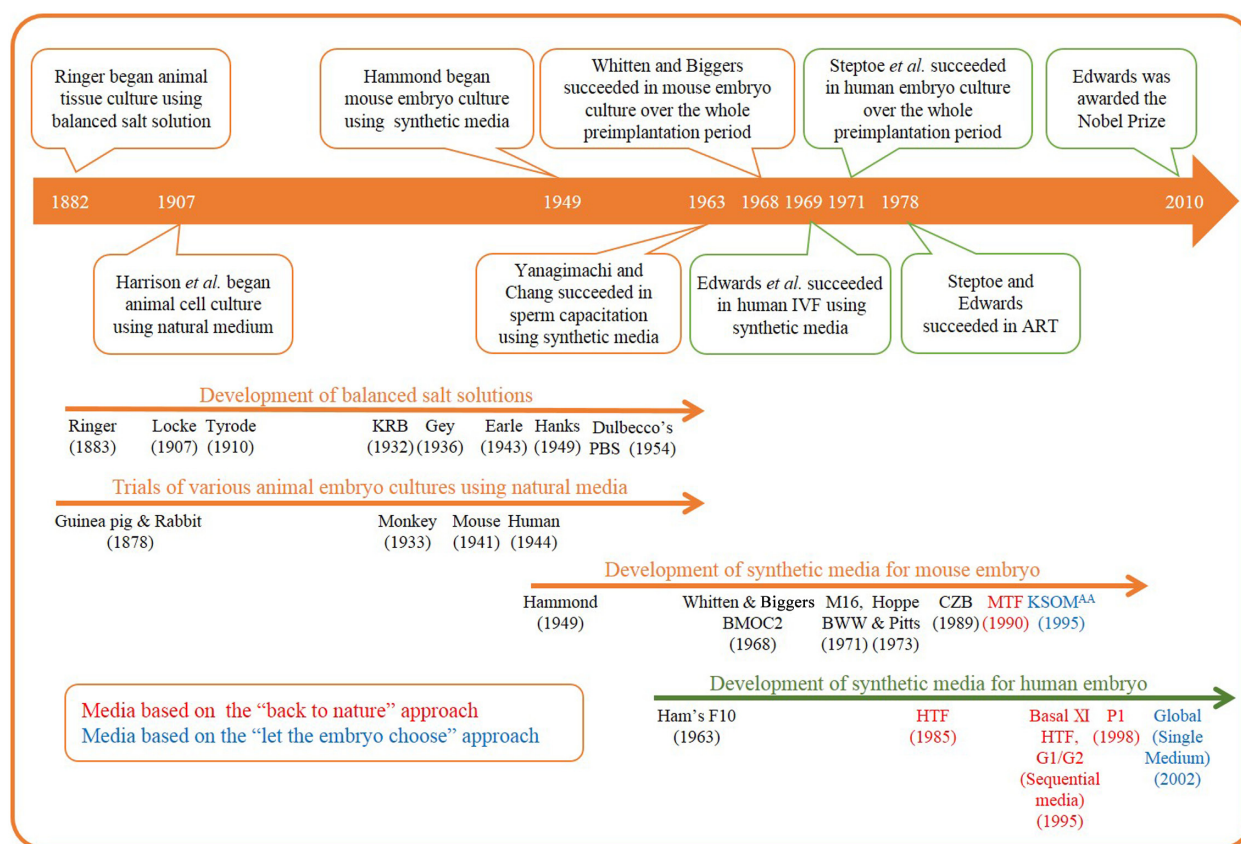 Ringer began animal
tissue culture using
balanced salt solution
Hammond began
mouse embryo culture
using synthetic media
Whitten and Biggers
succeeded in mouse embryo
culture over the whole
preimplantation period
Steptoe et al. succeeded
in human embryo culture
over the whole
preimplantation period
Edwards was
awarded the
Nobel Prize
1882 1907 1949 1963 1968 1969 1971 1978 2010
Harrison et al. began
animal cell culture
using natural medium
Yanagimachi and
Chang succeeded in
sperm capacitation
using synthetic media
Edwards et al. succeeded
in human IVF using
synthetic media
Steptoe and
Edwards
succeeded in ART
Development of balanced salt solutions
Ringer
(1883)
Locke
(1907)
Tyrode
(1910)
KRB
(1932)
Gey
(1936)
Earle
(1943)
Hanks
(1949)
Dulbecco's
PBS (1954)
Trials of various animal embryo cultures using natural media
Guinea pig & Rabbit
(1878)
Monkey
(1933)
Mouse
(1941)
Human
(1944)
Development of synthetic media for mouse embryo
Hammond
(1949)
Whitten & Biggers
BMOC2
(1968)
M16,
BWW
(1971)
Hoppe
& Pitts
(1973)
CZB
(1989)
MTF
(1990)
KSOMᴬᴬ
(1995)
Development of synthetic media for human embryo
Ham's F10
(1963)
HTF
(1985)
Basal XI
HTF,
G1/G2
(Sequential
media)
(1995)
P1
(1998)
Global
(Single
Medium)
(2002)
Media based on the "back to nature" approach
Media based on the "let the embryo choose" approach